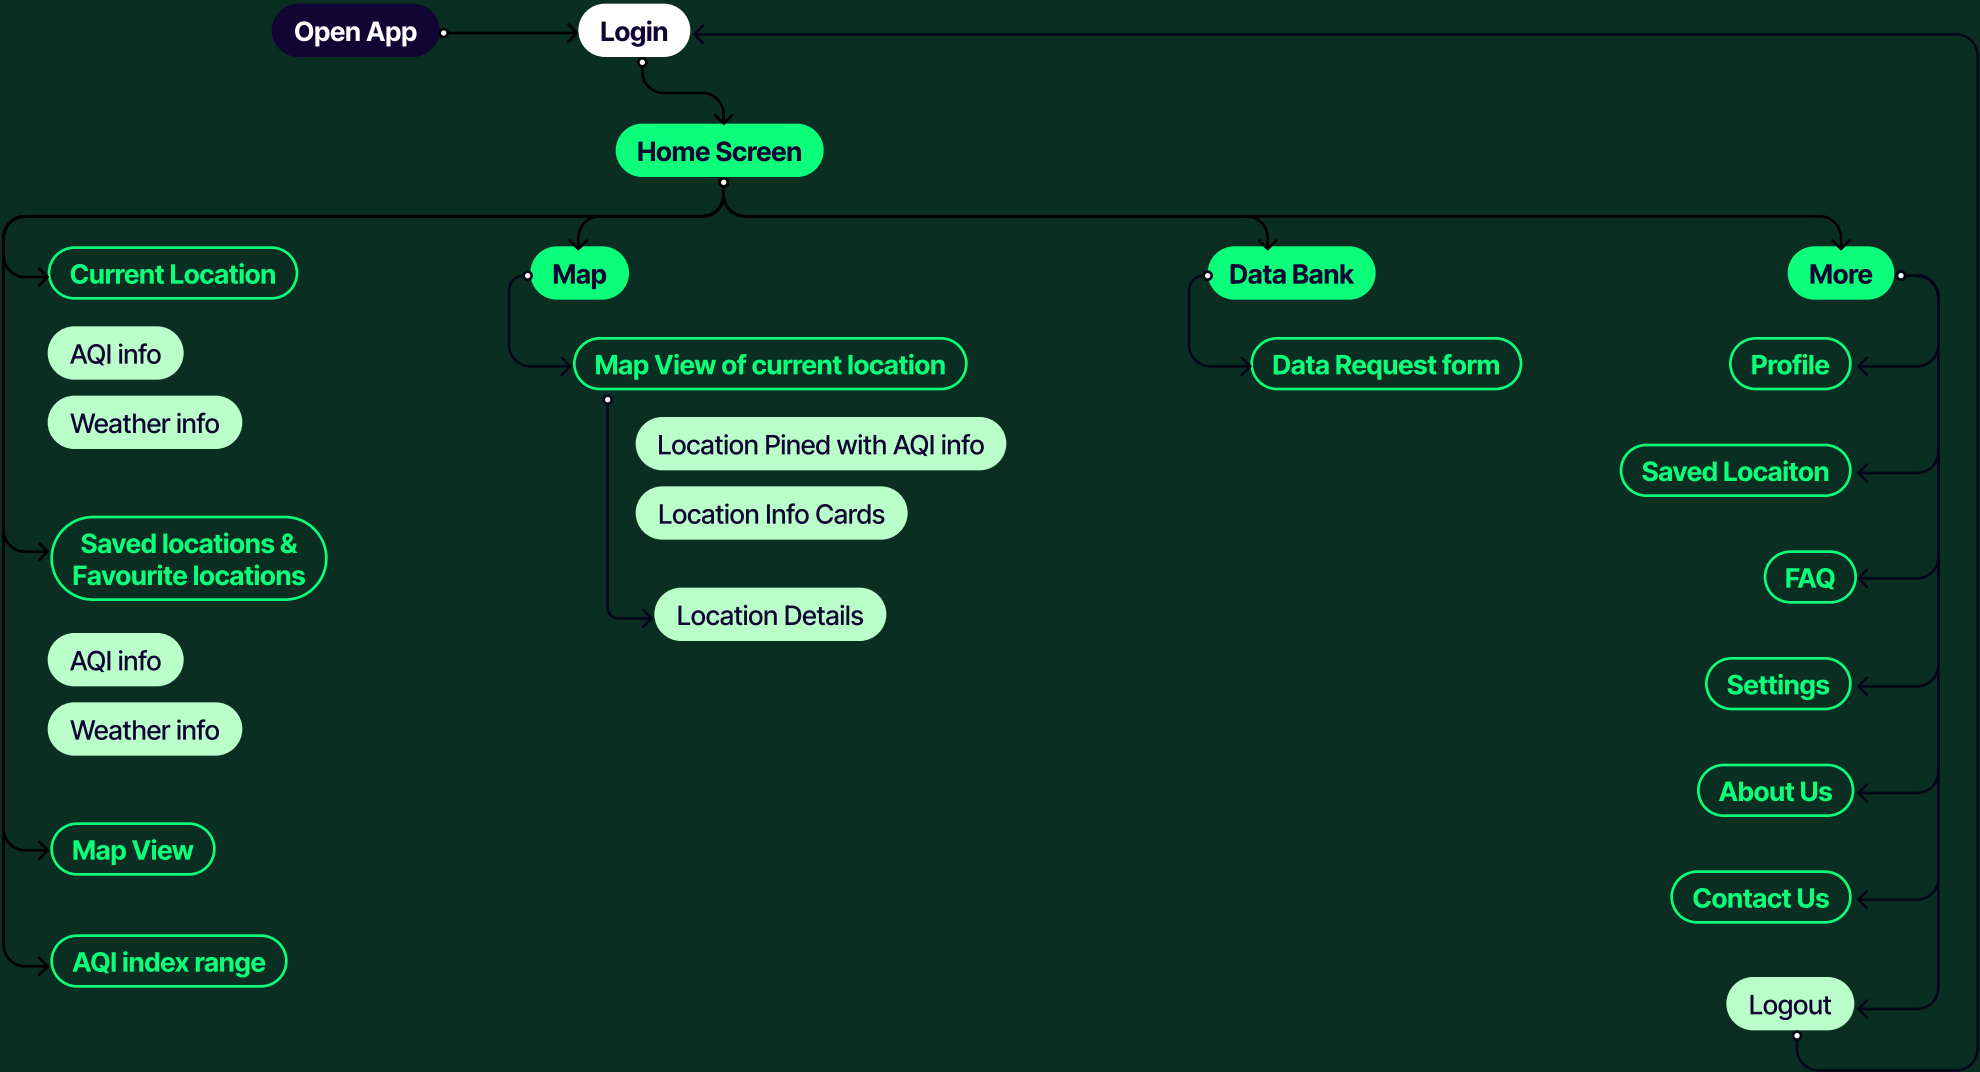 Open App
Login
Home Screen
Current Location
AQI info
Weather info
Saved locations &
Favourite locations
AQI info
Weather info
Map View
AQI index range
Map
Map View of current location
Location Pined with AQI info
Location Info Cards
Location Details
Data Bank
Data Request form
More
Profile
Saved Locaiton
FAQ
Settings
About Us
Contact Us
Logout